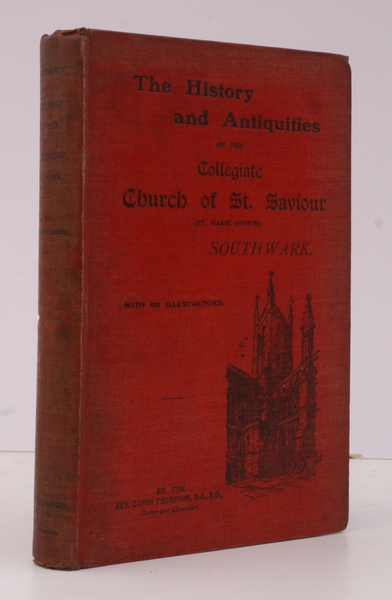 The History
and Antiquities
OF THE
Collegiate
Church of St. Saviour
(ST. MARIE OVERIE)
SOUTHWARK.
WITH ILLUSTRATIONS.
BY THE
REV. CANON THOMPSON, M.A., D.D.,